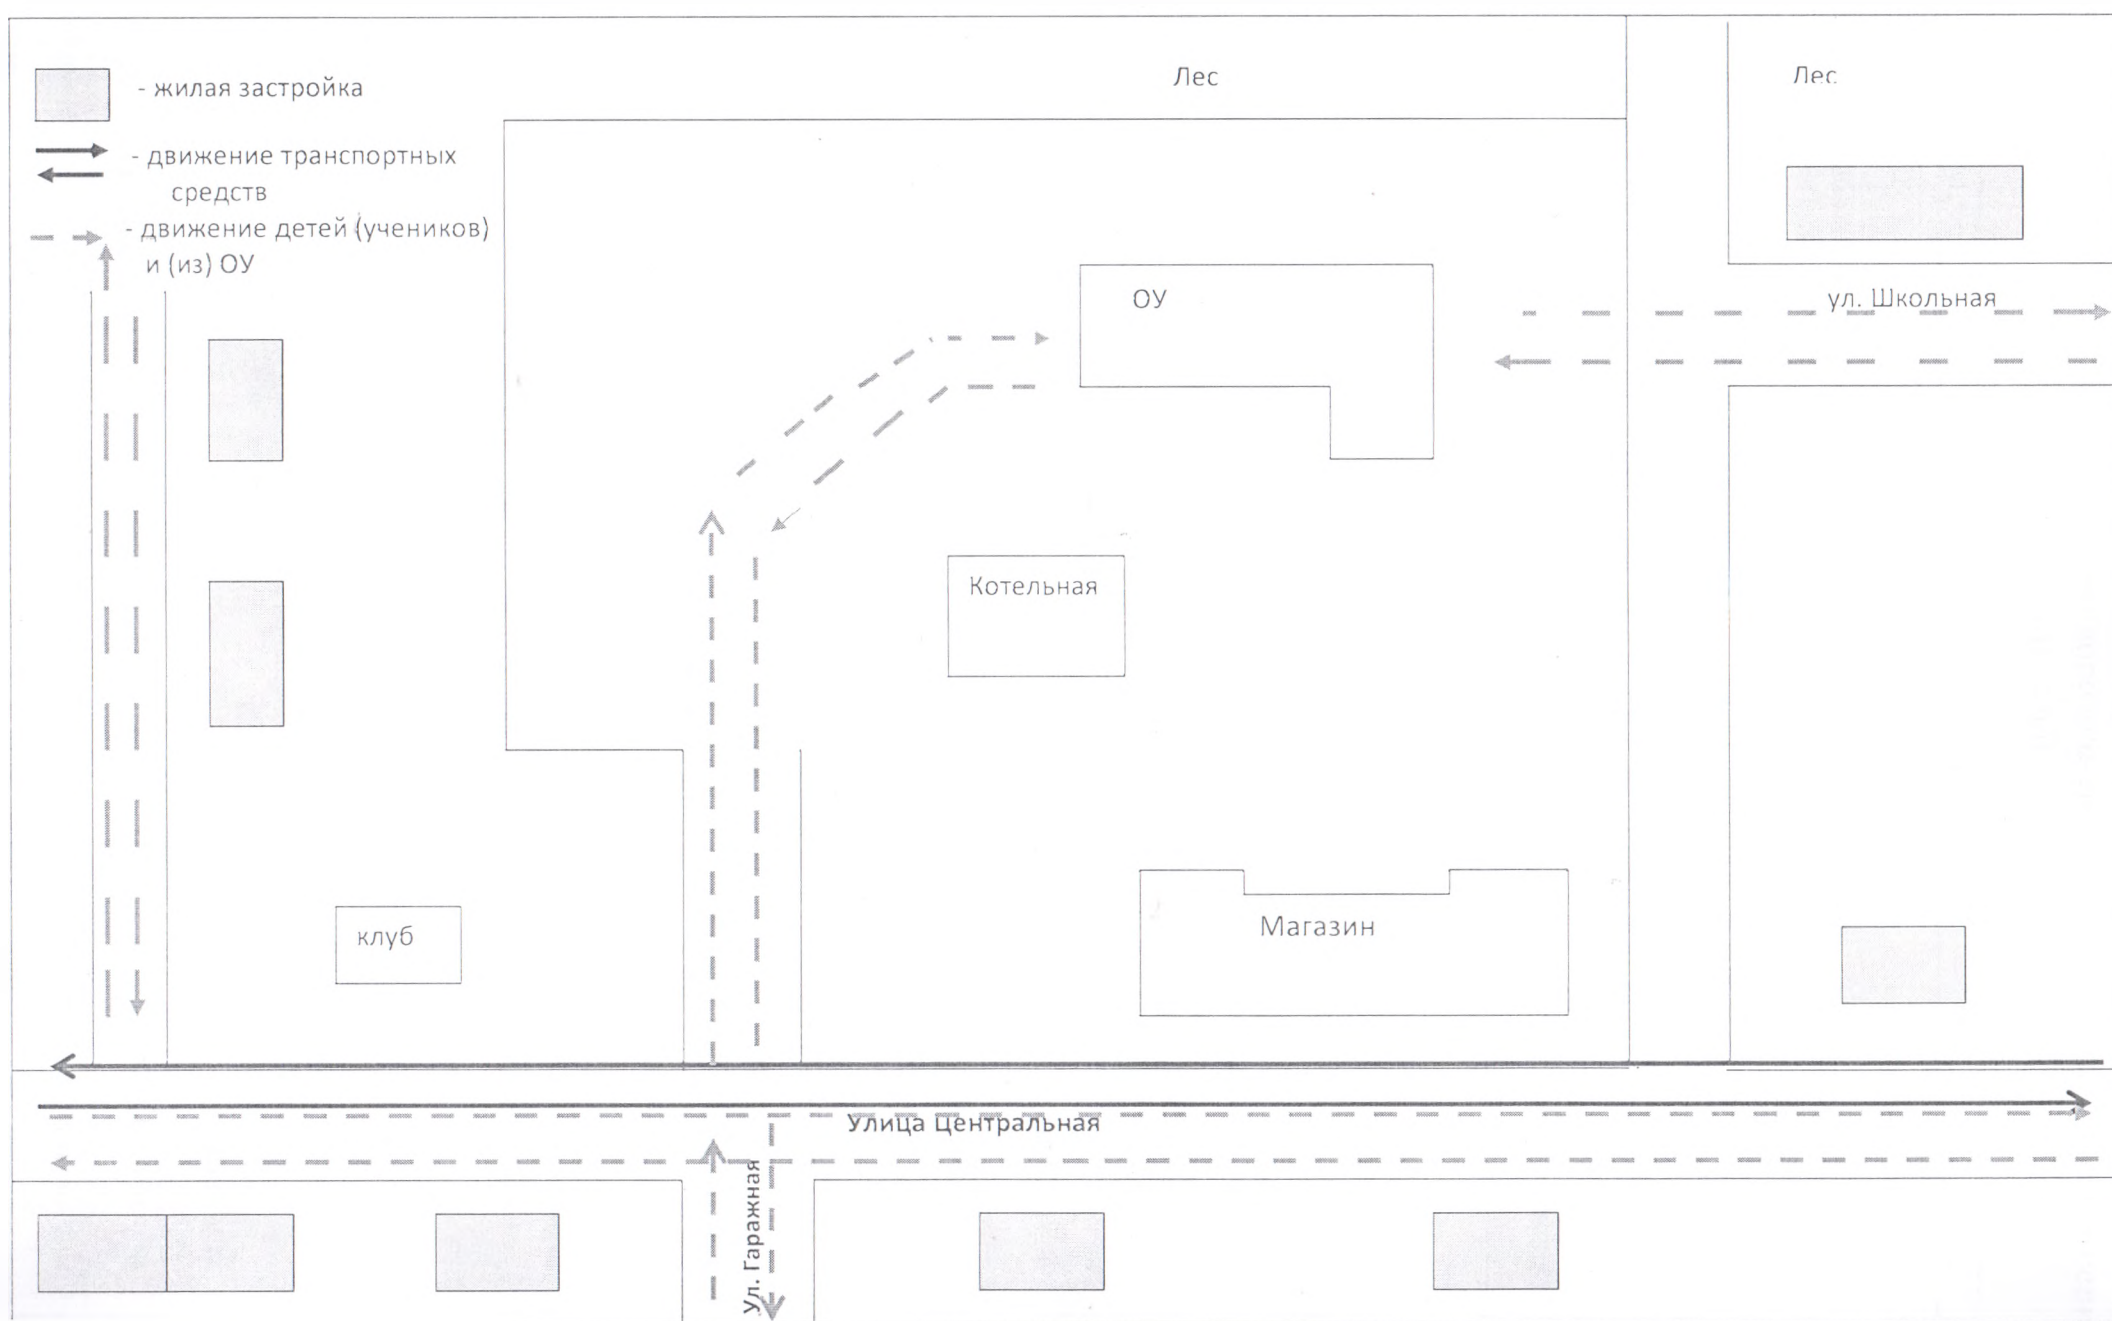 - жилая застройка
- движение транспортных
средств
- движение детей (учеников)
и (из) ОУ
Лес
Лес
ОУ
ул. Школьная
Котельная
клуб
Магазин
Улица Центральная
Ул. Гаражная